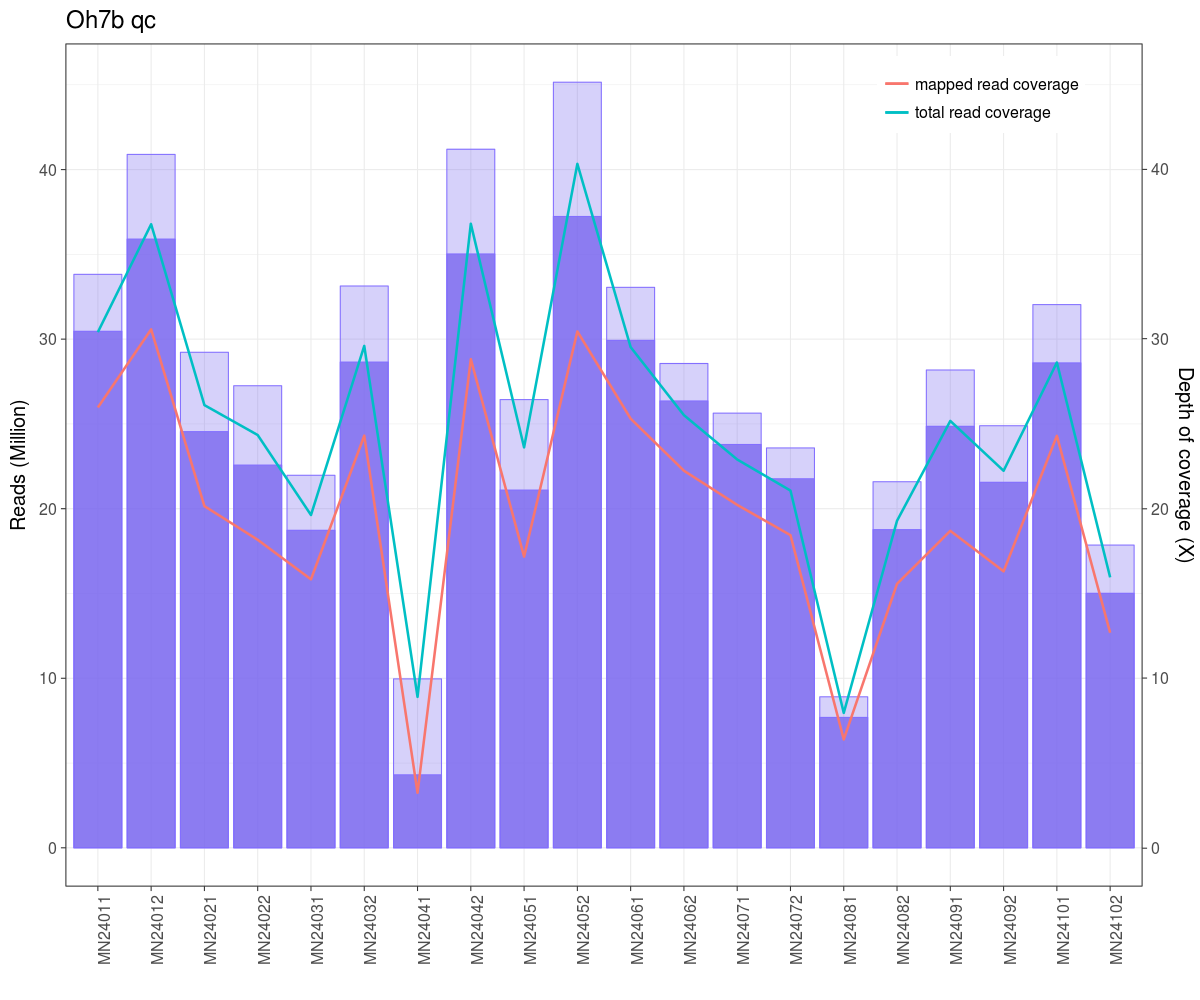 Oh7b qc
mapped read coverage
total read coverage
40
30
20
10
0
Reads (Million)
40
30
20
10
0
Depth of coverage (X)
MN24011
MN24012
MN24021
MN24022
MN24031
MN24032
MN24041
MN24042
MN24051
MN24052
MN24061
MN24062
MN24071
MN24072
MN24081
MN24082
MN24091
MN24092
MN24101
MN24102